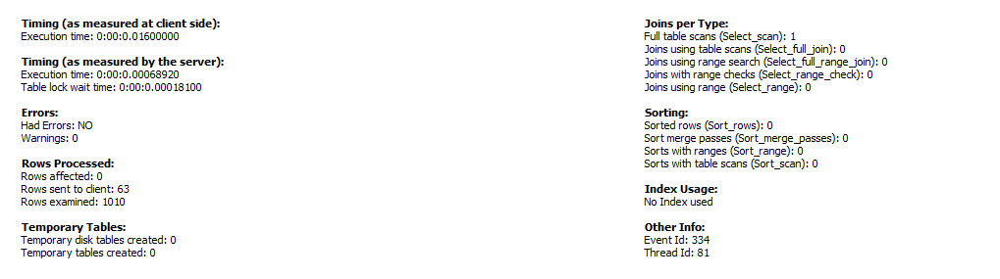 Timing (as measured at client side):
Execution time: 0:00:0.01600000
Timing (as measured by the server):
Execution time: 0:00:0.00068920
Table lock wait time: 0:00:0.00018100
Errors:
Had Errors: NO
Warnings: 0
Rows Processed:
Rows affected: 0
Rows sent to client: 63
Rows examined: 1010
Temporary Tables:
Temporary disk tables created: 0
Temporary tables created: 0
Joins per Type:
Full table scans (Select_scan): 1
Joins using table scans (Select_full_join): 0
Joins using range search (Select_full_range_join): 0
Joins with range checks (Select_range_check): 0
Joins using range (Select_range): 0
Sorting:
Sorted rows (Sort_rows): 0
Sort merge passes (Sort_merge_passes): 0
Sorts with ranges (Sort_range): 0
Sorts with table scans (Sort_scan): 0
Index Usage:
No Index used
Other Info:
Event Id: 334
Thread Id: 81